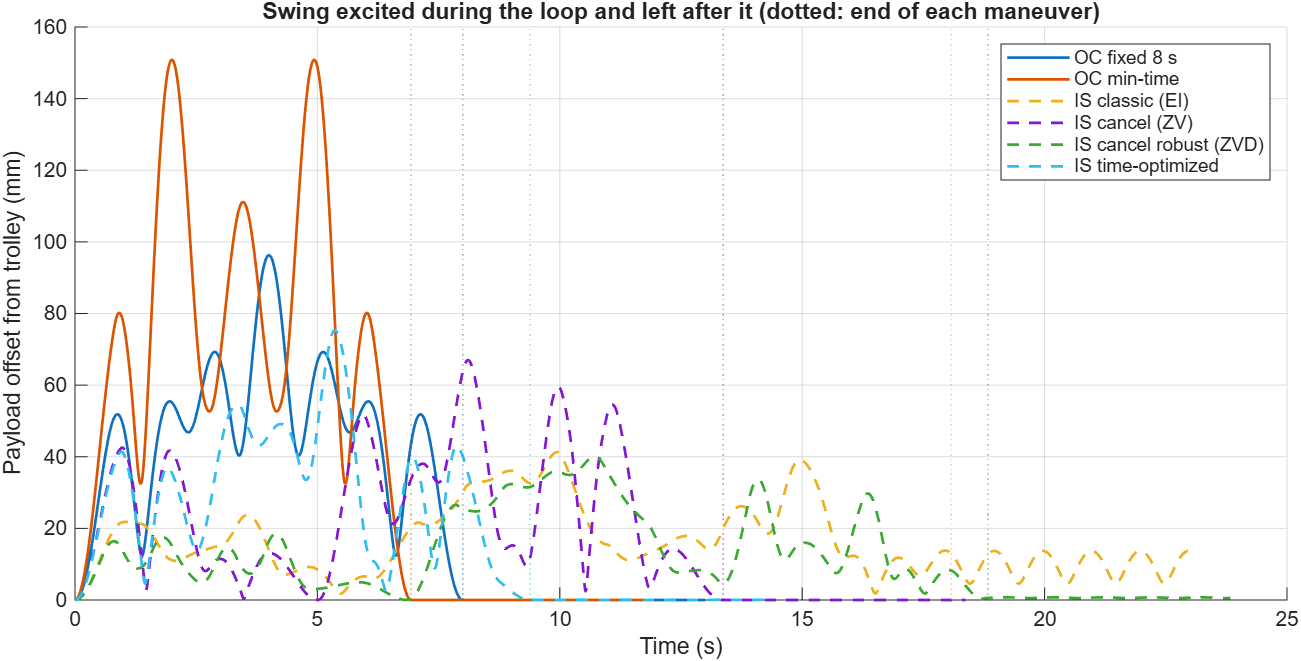 Swing excited during the loop and left after it (dotted: end of each maneuver)
160
140
120
100
80
60
40
20
0
Payload offset from trolley (mm)
OC fixed 8 s
OC min-time
IS classic (EI)
IS cancel (ZV)
IS cancel robust (ZVD)
IS time-optimized
0
5
10
15
20
25
Time (s)